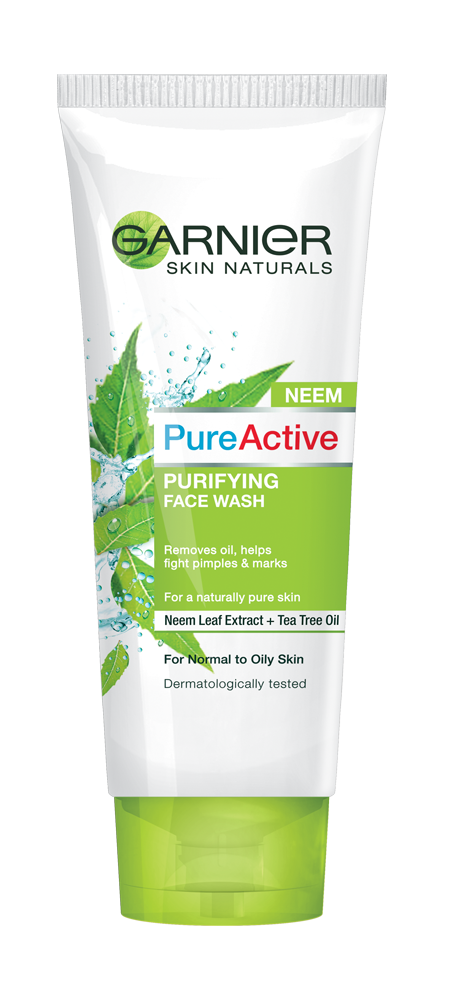 GARNIER
SKIN NATURALS
NEEM
PureActive
PURIFYING
FACE WASH
Removes oil, helps
fight pimples & marks
For a naturally pure skin
Neem Leaf Extract + Tea Tree Oil
For Normal to Oily Skin
Dermatologically tested